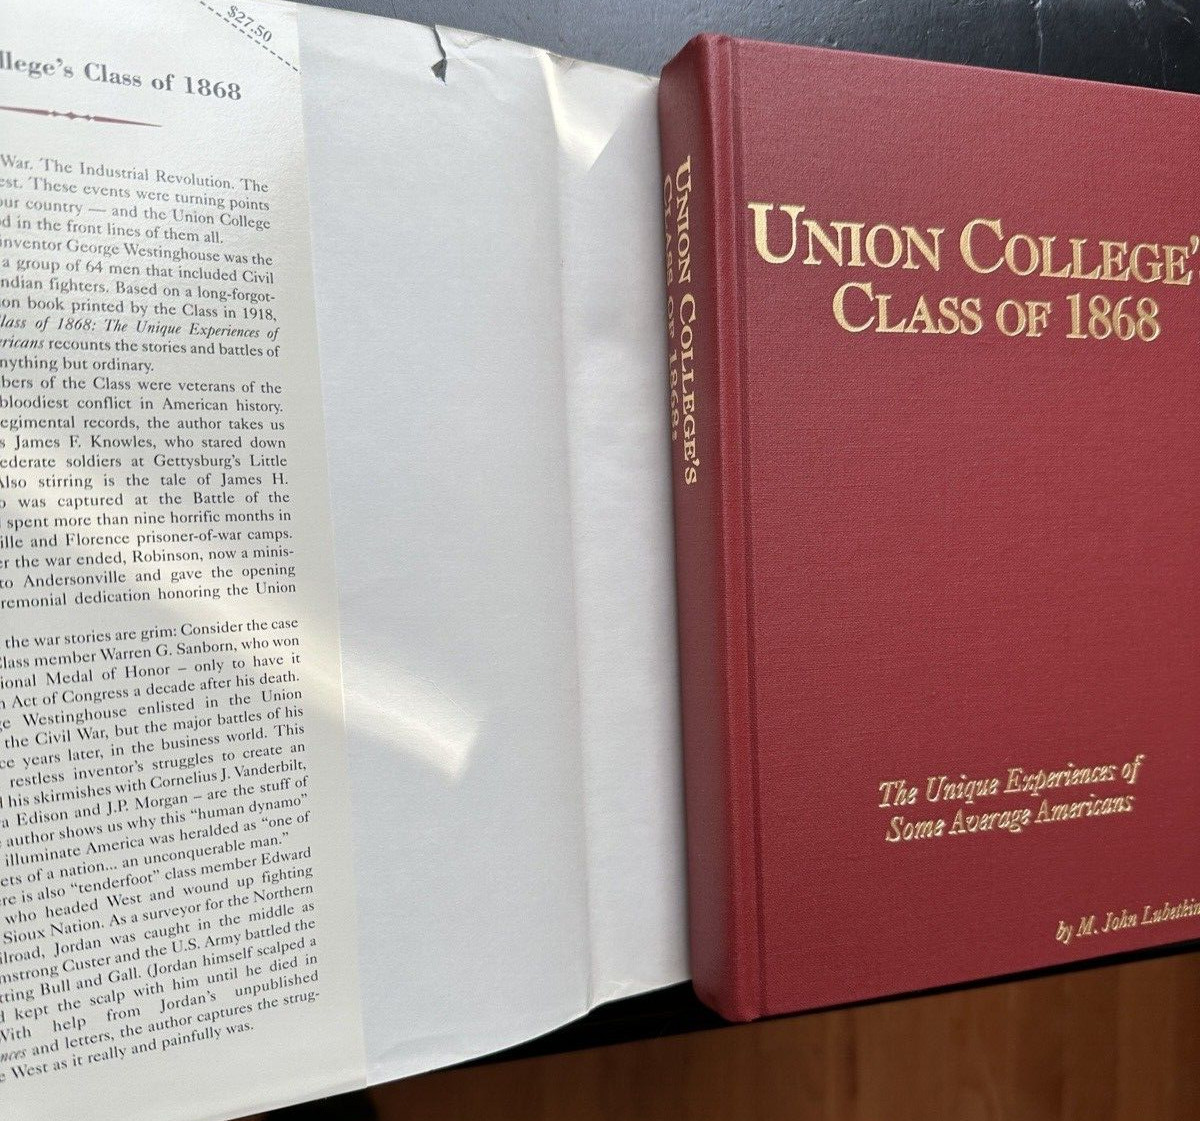 $27.50
llege's Class of 1868
War. The Industrial Revolution. The
est. These events were turning points
our country — and the Union College
d in the front lines of them all.
inventor George Westinghouse was the
a group of 64 men that included Civil
ndian fighters. Based on a long-forgot-
on book printed by the Class in 1918,
lass of 1868: The Unique Experiences of
ericans recounts the stories and battles of
nything but ordinary.
bers of the Class were veterans of the
bloodiest conflict in American history.
egimental records, the author takes us
s James F. Knowles, who stared down
ederate soldiers at Gettysburg's Little
Also stirring is the tale of James H.
o was captured at the Battle of the
spent more than nine horrific months in
ille and Florence prisoner-of-war camps.
er the war ended, Robinson, now a minis-
to Andersonville and gave the opening
remonial dedication honoring the Union
the war stories are grim: Consider the case
lass member Warren G. Sanborn, who won
ional Medal of Honor – only to have it
n Act of Congress a decade after his death.
ge Westinghouse enlisted in the Union
the Civil War, but the major battles of his
ce years later, in the business world. This
restless inventor's struggles to create an
d his skirmishes with Cornelius J. Vanderbilt,
a Edison and J.P. Morgan – are the stuff of
author shows us why this "human dynamo"
illuminate America was heralded as "one of
ets of a nation... an unconquerable man."
re is also "tenderfoot" class member Edward
who headed West and wound up fighting
Sioux Nation. As a surveyor for the Northern
ilroad, Jordan was caught in the middle as
mstrong Custer and the U.S. Army battled the
tting Bull and Gall. (Jordan himself scalped a
d kept the scalp with him until he died in
With help from Jordan's unpublished
nces and letters, the author captures the strug-
e West as it really and painfully was.
UNION COLLEGE'S
CLASS OF 1868:
UNION COLLEGE'
CLASS OF 1868
The Unique Experiences of
Some Average Americans
by M. John Lubetkin